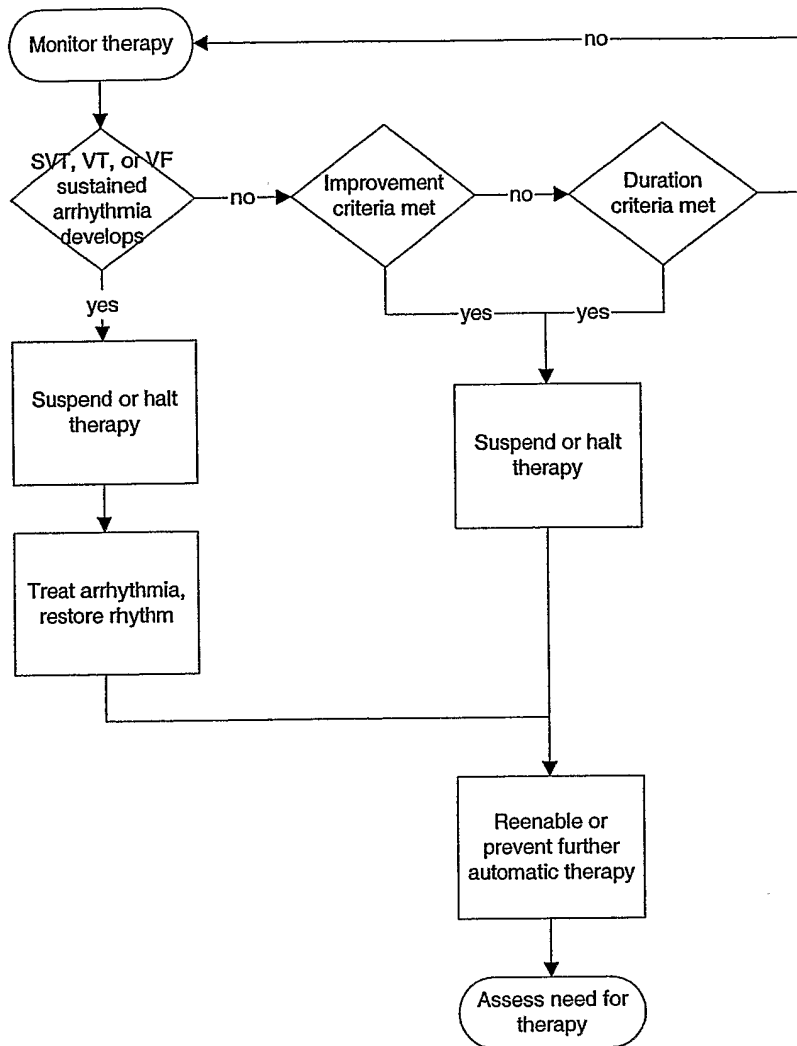 Monitor therapy
no
SVT, VT, or VF
sustained
arrhythmia
develops
no
Improvement
criteria met
no
Duration
criteria met
yes
yes
yes
Suspend or halt
therapy
Suspend or halt
therapy
Treat arrhythmia,
restore rhythm
Reenable or
prevent further
automatic therapy
Assess need for
therapy